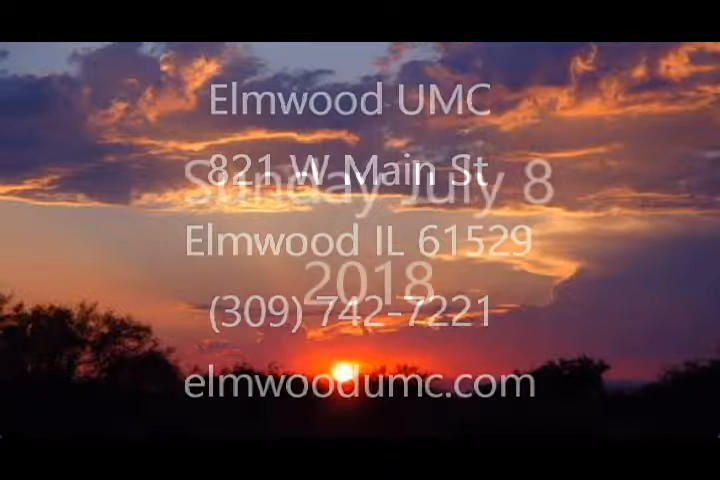 Elmwood UMC
821 W Main St
Sunday July 8
Elmwood IL 61529
2018
(309) 742-7221
elmwoodumc.com